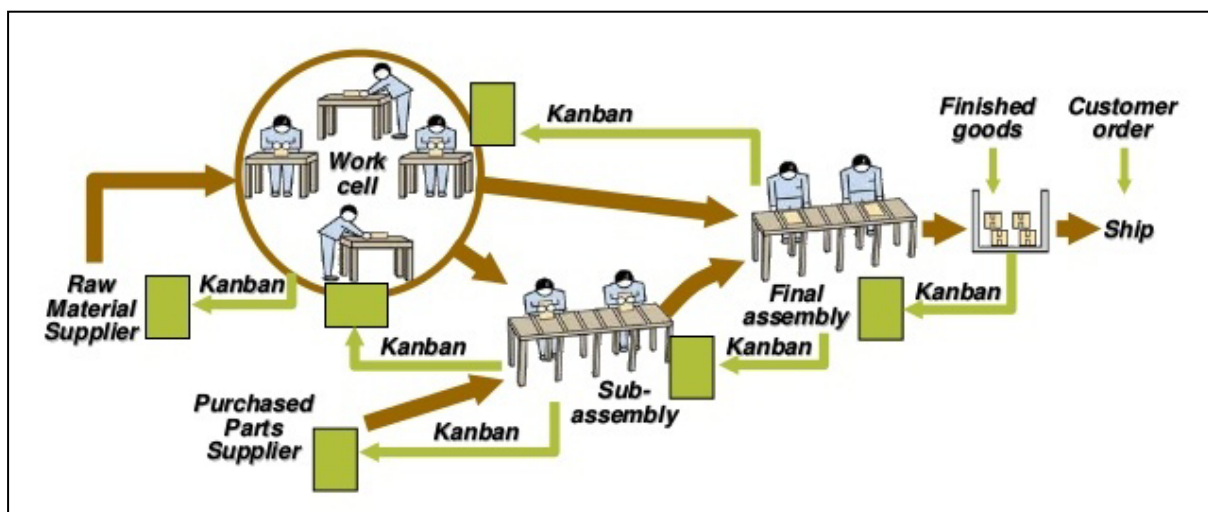 Kanban
Finished
goods
Customer
order
Work
cell
Ship
Raw
Material
Supplier
Kanban
Final
assembly
Kanban
Kanban
Kanban
Sub-
assembly
Purchased
Parts
Supplier
Kanban